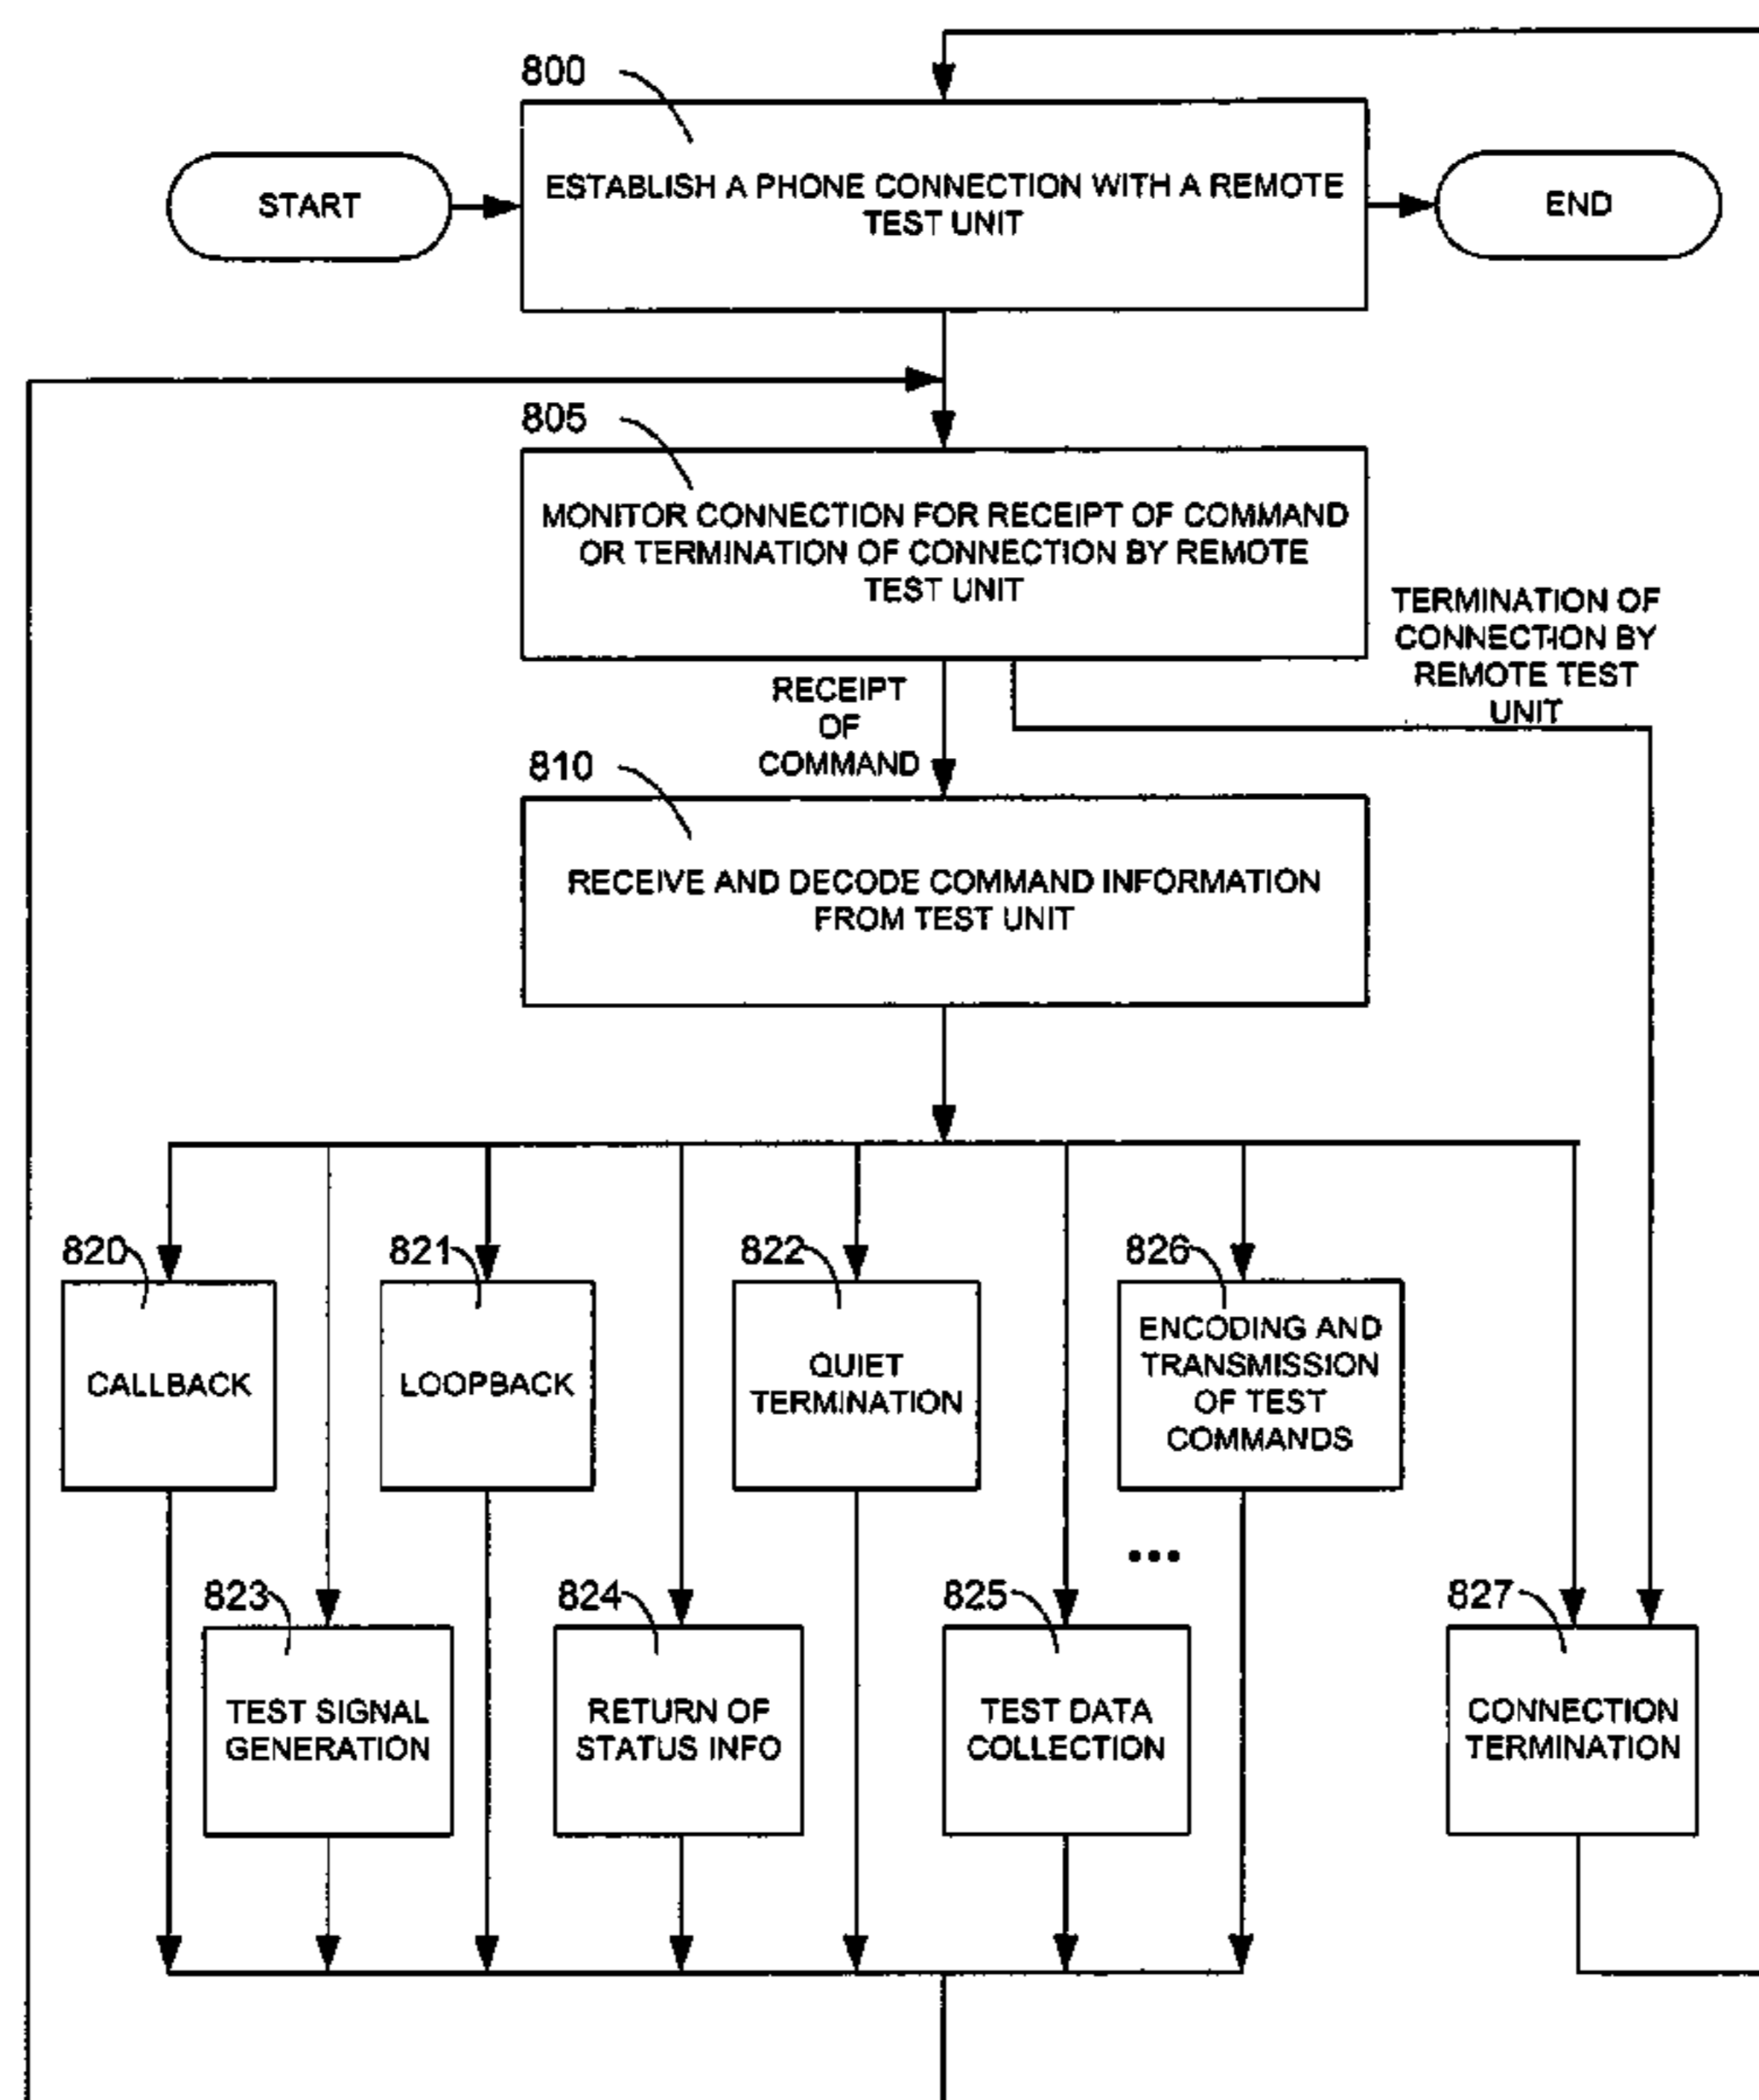 800
START
ESTABLISH A PHONE CONNECTION WITH A REMOTE
TEST UNIT
END
805
MONITOR CONNECTION FOR RECEIPT OF COMMAND
OR TERMINATION OF CONNECTION BY REMOTE
TEST UNIT
TERMINATION OF
CONNECTION BY
REMOTE TEST
UNIT
RECEIPT
OF
COMMAND
810
RECEIVE AND DECODE COMMAND INFORMATION
FROM TEST UNIT
820
821
822
826
CALLBACK
LOOPBACK
QUIET
TERMINATION
ENCODING AND
TRANSMISSION
OF TEST
COMMANDS
...
823
824
825
827
TEST SIGNAL
GENERATION
RETURN OF
STATUS INFO
TEST DATA
COLLECTION
CONNECTION
TERMINATION